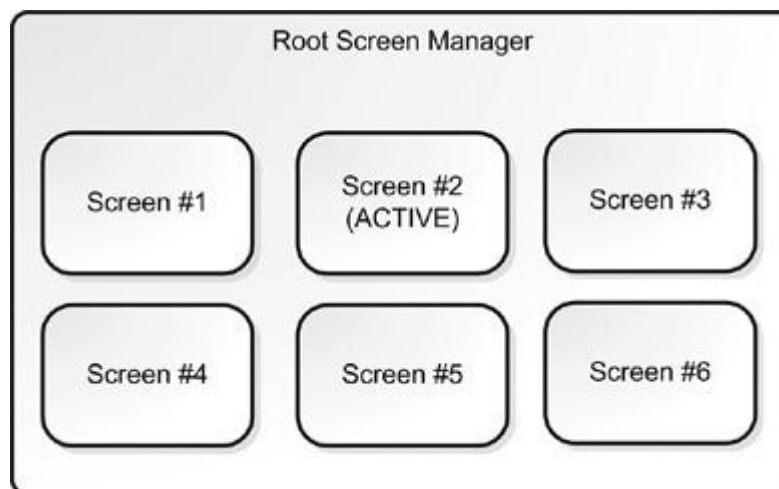 Root Screen Manager
Screen #1
Screen #2
(ACTIVE)
Screen #3
Screen #4
Screen #5
Screen #6